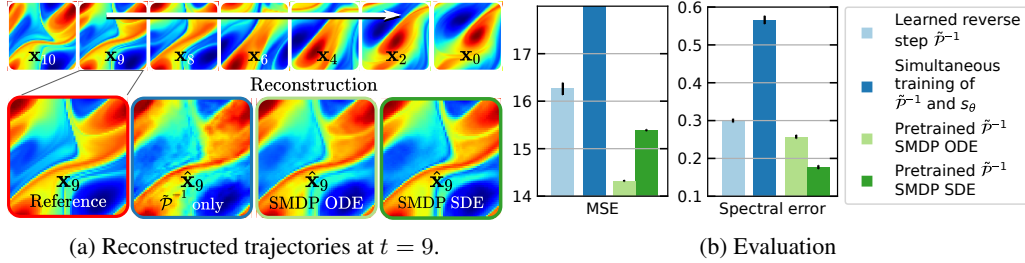 x₁₀ x₉ x₈ x₆ x₄ x₂ x₀
Reconstruction
x̂₉ x̂₉ x̂₉ x̂₉
Reference 𝒫̃⁻¹ only SMDP ODE SMDP SDE
(a) Reconstructed trajectories at t = 9.
17
16
15
14
MSE
0.6
0.5
0.4
0.3
0.2
0.1
Spectral error
(b) Evaluation
Learned reverse
step 𝒫̃⁻¹
Simultaneous
training of
𝒫̃⁻¹ and s_θ
Pretrained 𝒫̃⁻¹
SMDP ODE
Pretrained 𝒫̃⁻¹
SMDP SDE